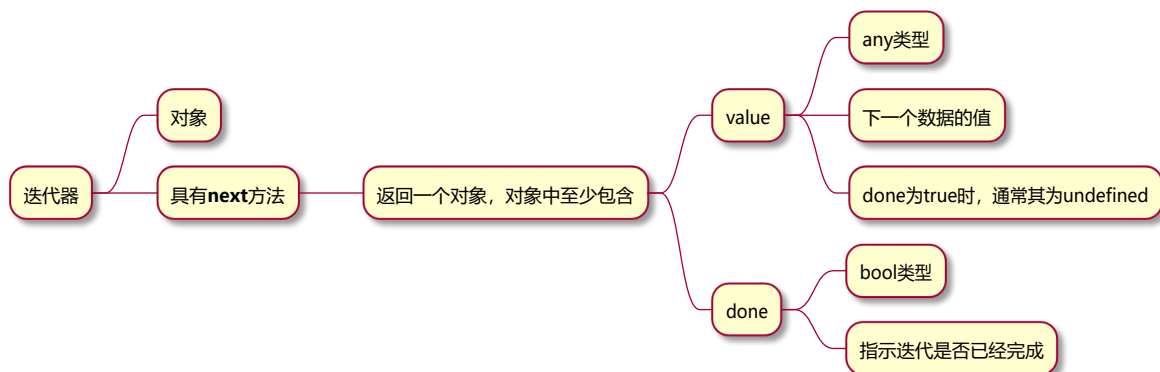 迭代器
对象
具有next方法
返回一个对象，对象中至少包含
value
any类型
下一个数据的值
done为true时，通常其为undefined
done
bool类型
指示迭代是否已经完成